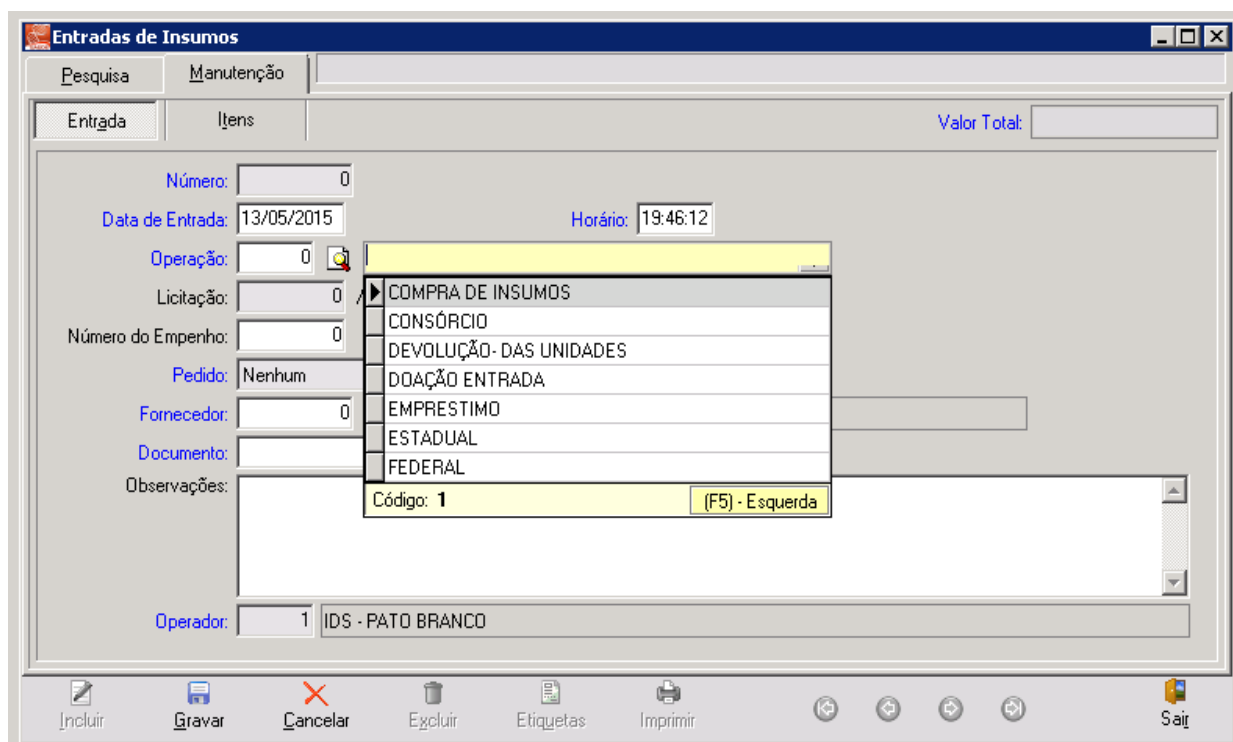 Entradas de Insumos
Pesquisa Manutenção
Entrada Itens Valor Total:
Número: 0
Data de Entrada: 13/05/2015 Horário: 19:46:12
Operação: 0
Licitação: 0 /
COMPRA DE INSUMOS
CONSÓRCIO
DEVOLUÇÃO- DAS UNIDADES
DOAÇÃO ENTRADA
EMPRESTIMO
ESTADUAL
FEDERAL
Código: 1 (F5) - Esquerda
Número do Empenho: 0
Pedido: Nenhum
Fornecedor: 0
Documento:
Observações:
Operador: 1 IDS - PATO BRANCO
Incluir Gravar Cancelar Excluir Etiquetas Imprimir Sair